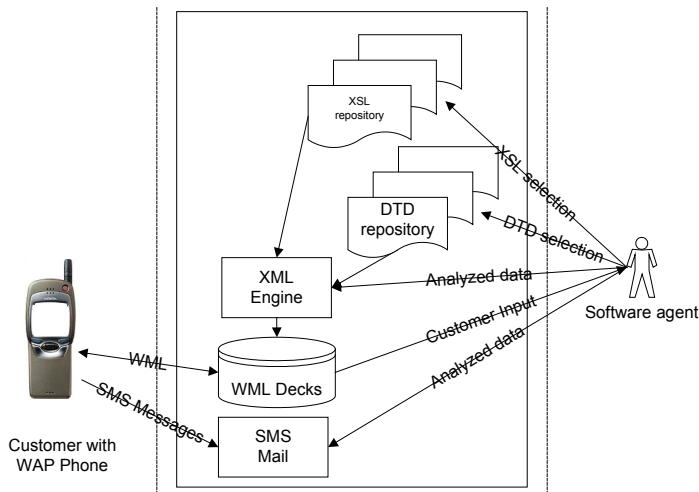 XSL
repository
DTD
repository
XSL selection
DTD selection
XML
Engine
Analyzed data
Customer Input
Software agent
WML
WML Decks
Analyzed data
SMS Messages
SMS
Mail
Customer with
WAP Phone